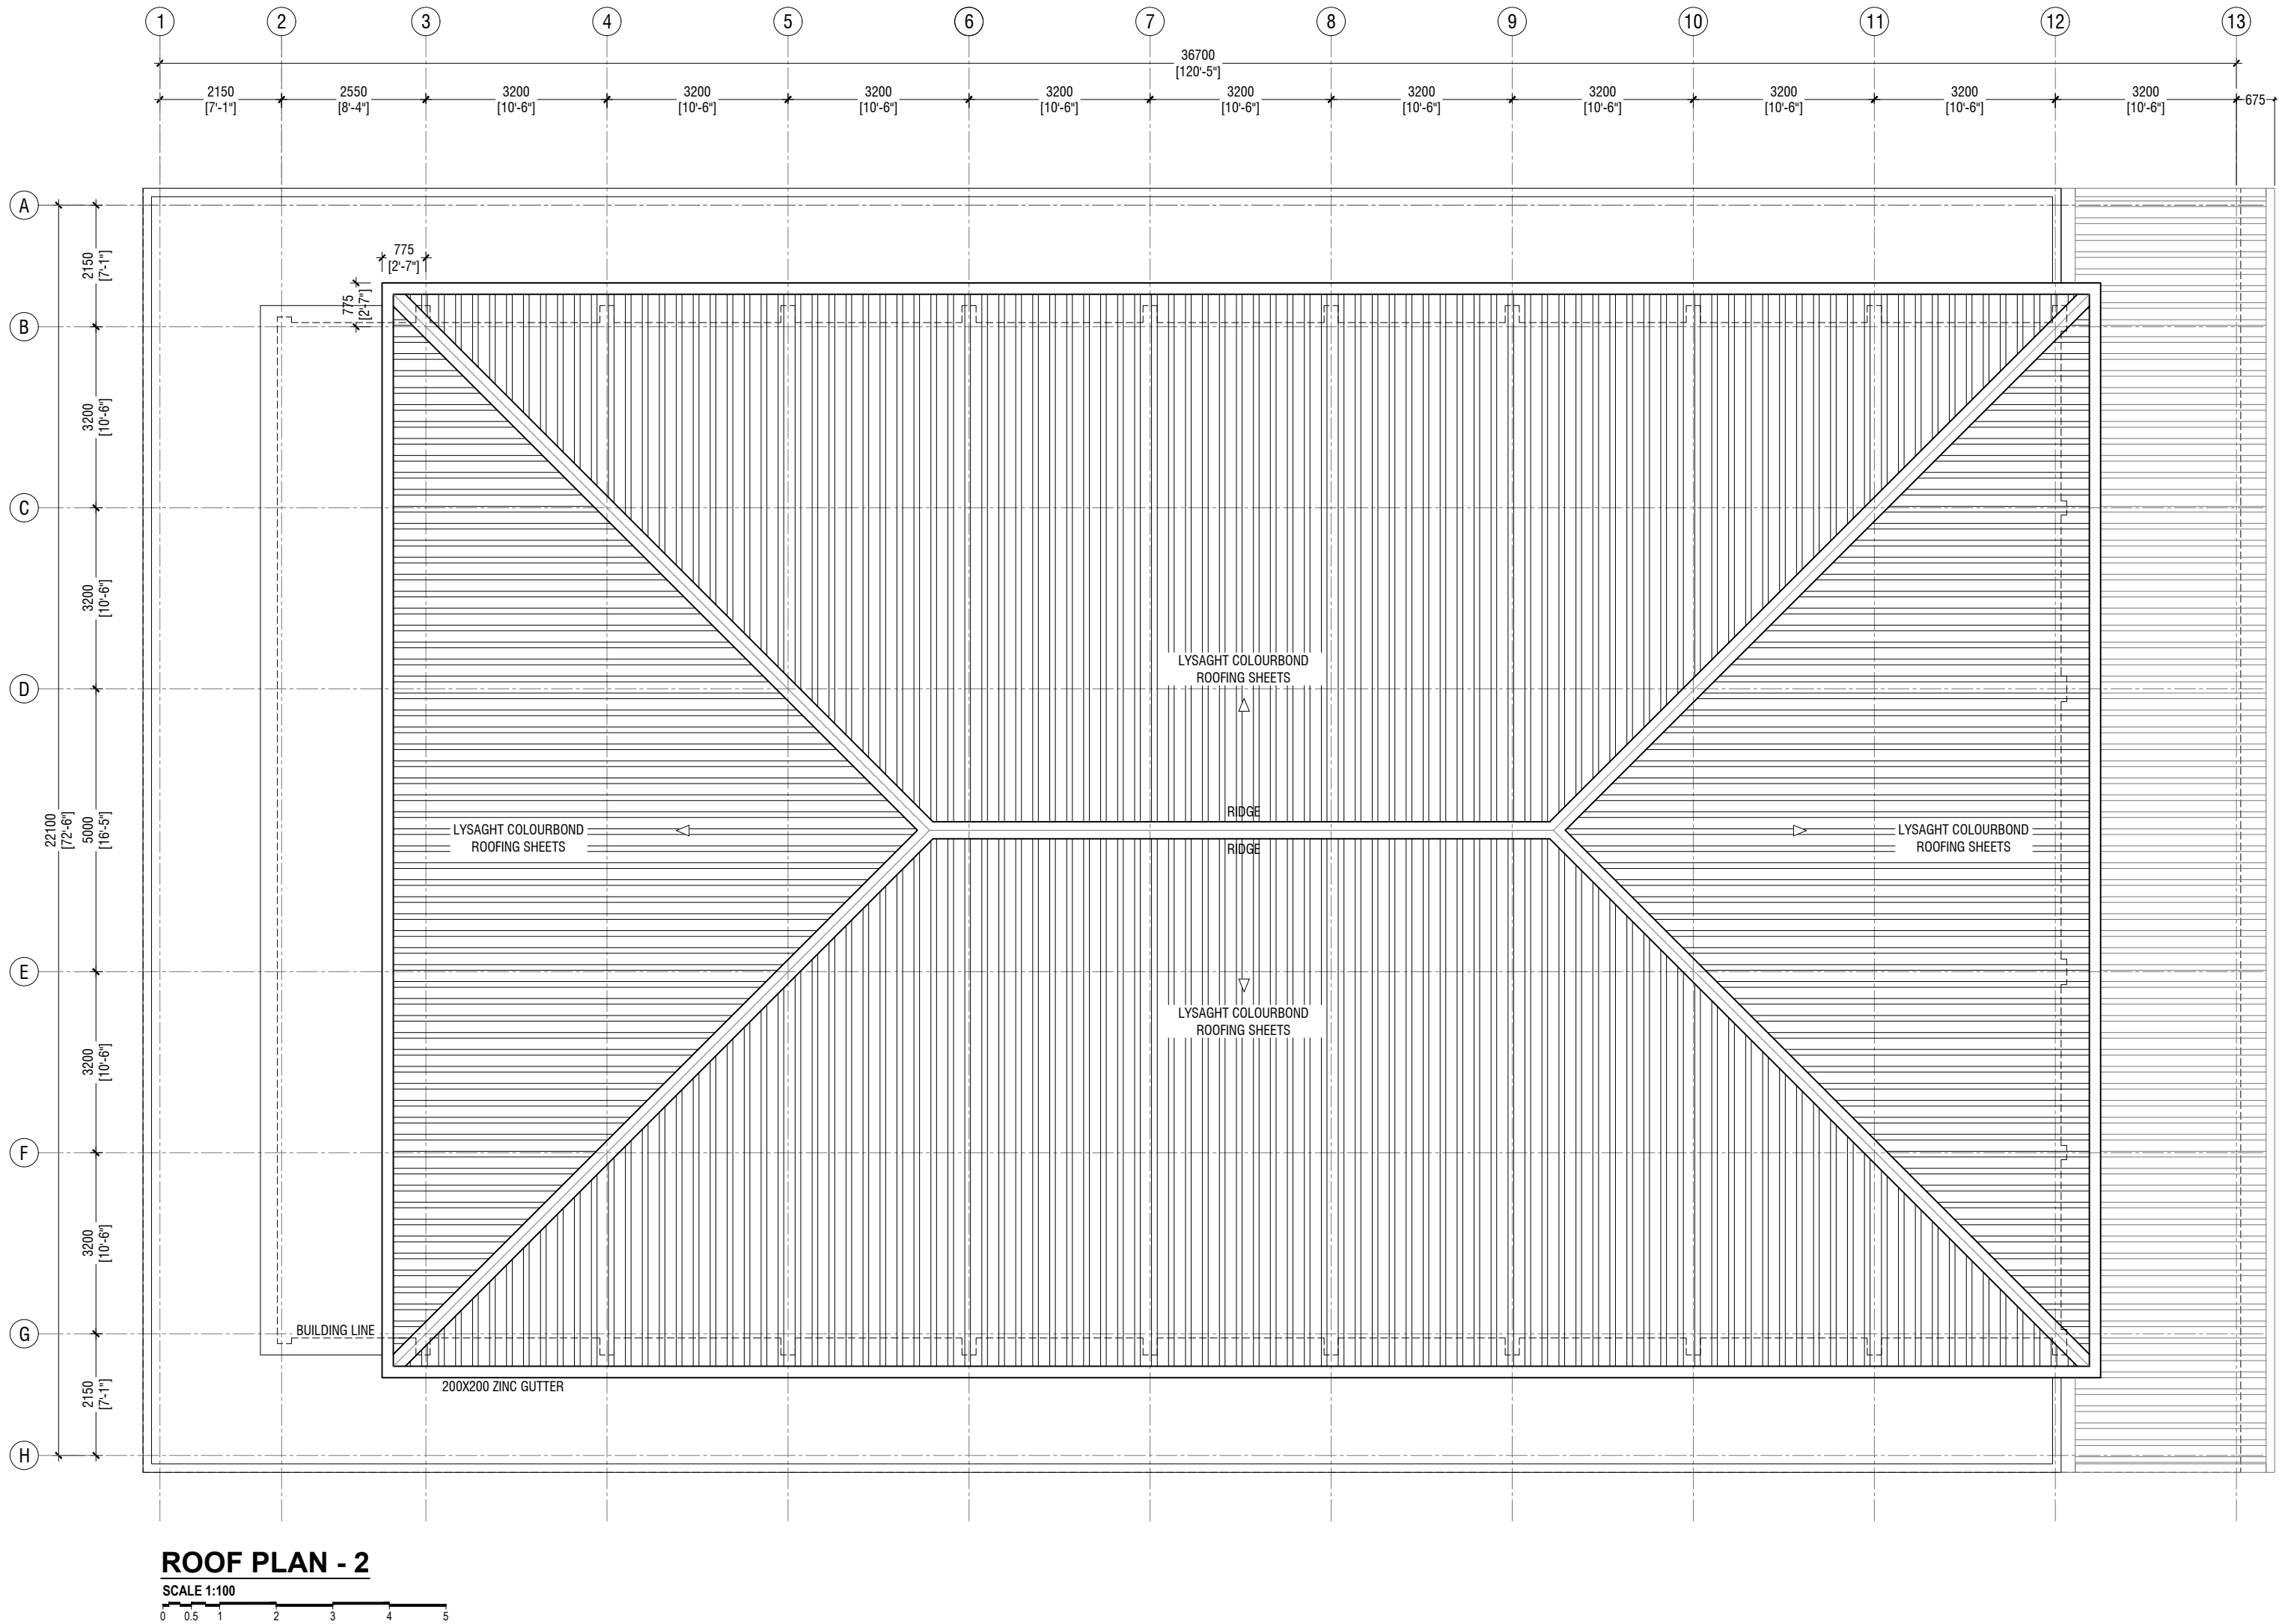 1 2 3 4 5 6 7 8 9 10 11 12 13
36700
[120'-5"]
2150 2550 3200 3200 3200 3200 3200 3200 3200 3200 3200 3200 675
[7'-1"] [8'-4"] [10'-6"] [10'-6"] [10'-6"] [10'-6"] [10'-6"] [10'-6"] [10'-6"] [10'-6"] [10'-6"] [10'-6"]
A
2150
[7'-1"]
775
[2'-7"]
775
[2'-7"]
B
3200
[10'-6"]
C
3200
[10'-6"]
LYSAGHT COLOURBOND
ROOFING SHEETS
D
22100
[72'-6"]
5000
[16'-5"]
RIDGE
LYSAGHT COLOURBOND
ROOFING SHEETS
RIDGE
LYSAGHT COLOURBOND
ROOFING SHEETS
E
LYSAGHT COLOURBOND
ROOFING SHEETS
3200
[10'-6"]
F
3200
[10'-6"]
G
BUILDING LINE
200X200 ZINC GUTTER
2150
[7'-1"]
H
ROOF PLAN - 2
SCALE 1:100
0 0.5 1 2 3 4 5